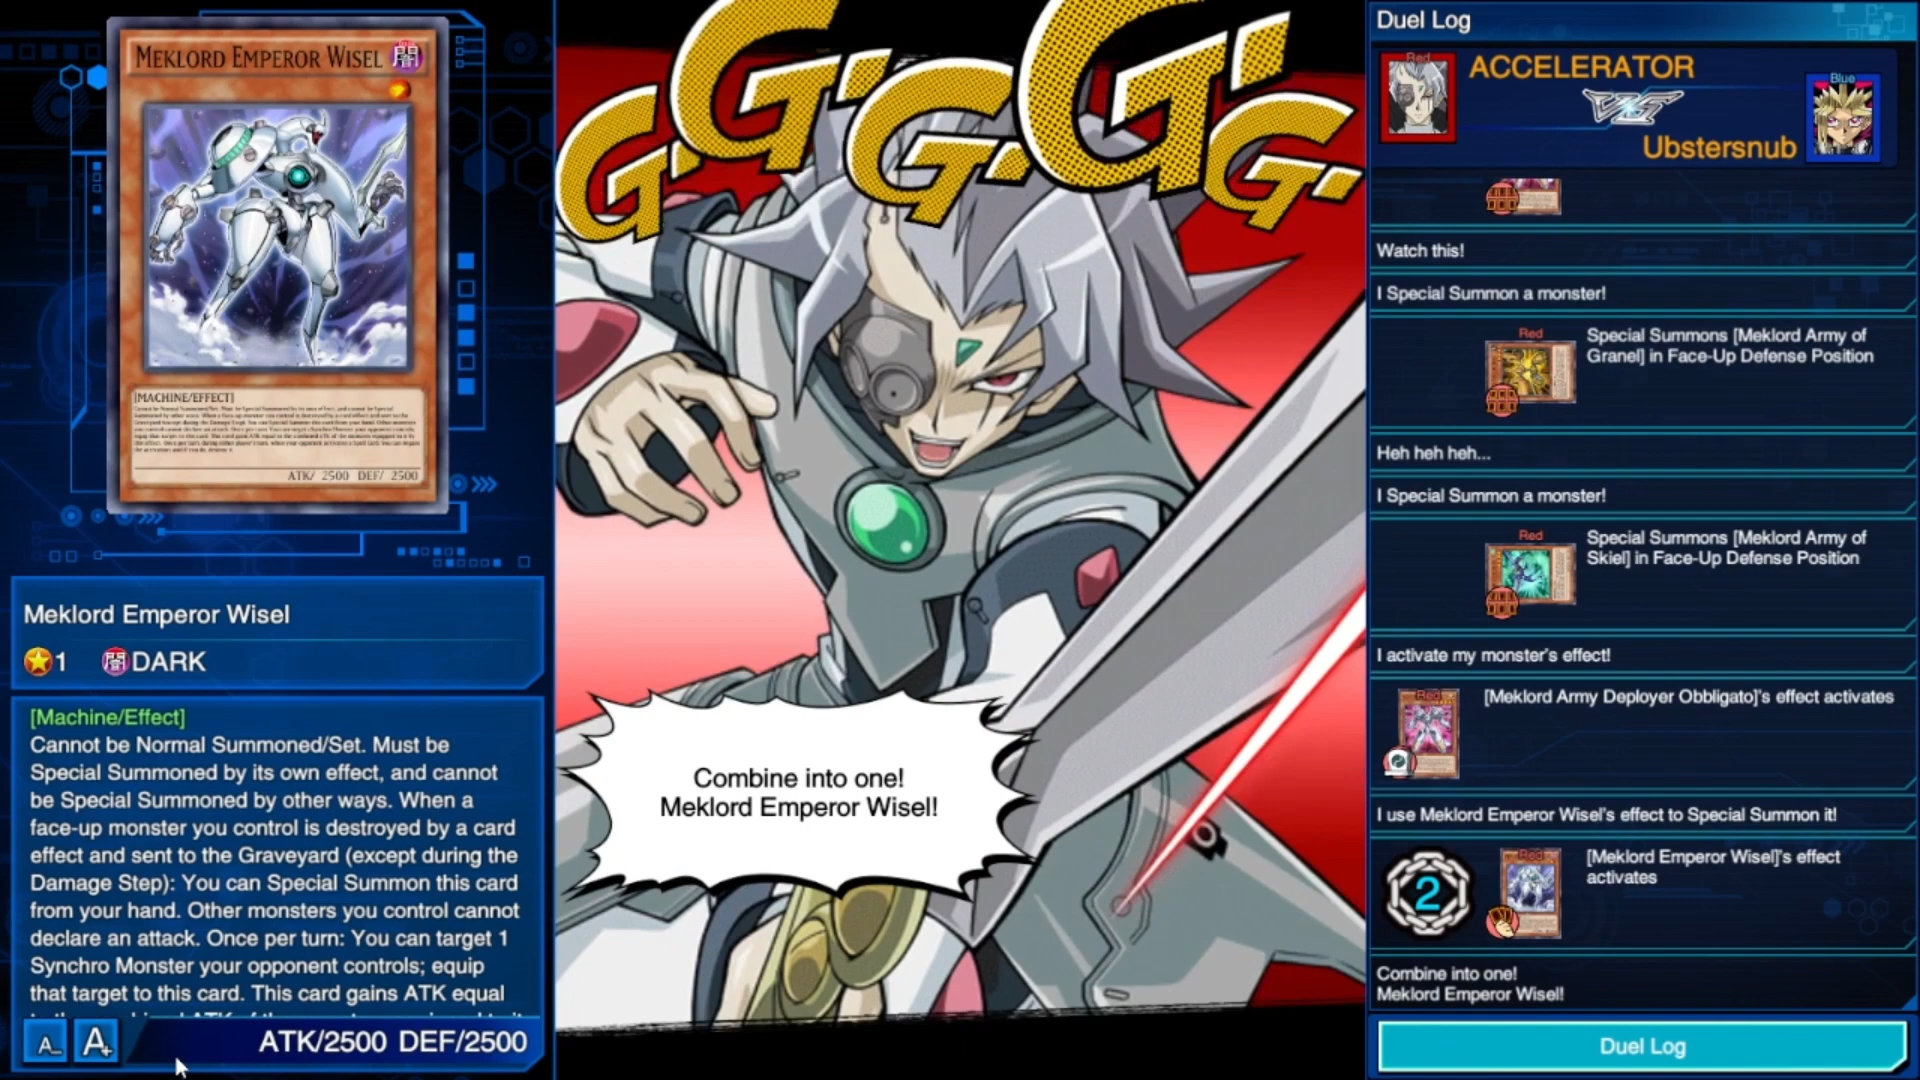 MEKLORD EMPEROR WISEL
[MACHINE/EFFECT]
ATK/ 2500 DEF/ 2500
Meklord Emperor Wisel
1 闇 DARK
[Machine/Effect]
Cannot be Normal Summoned/Set. Must be
Special Summoned by its own effect, and cannot
be Special Summoned by other ways. When a
face-up monster you control is destroyed by a card
effect and sent to the Graveyard (except during the
Damage Step): You can Special Summon this card
from your hand. Other monsters you control cannot
declare an attack. Once per turn: You can target 1
Synchro Monster your opponent controls; equip
that target to this card. This card gains ATK equal
A- A+ ATK/2500 DEF/2500
G G G G G
Combine into one!
Meklord Emperor Wisel!
Duel Log
Red ACCELERATOR
VS
Blue
Ubstersnub
Watch this!
I Special Summon a monster!
Red
Special Summons [Meklord Army of
Granel] in Face-Up Defense Position
Heh heh heh...
I Special Summon a monster!
Red
Special Summons [Meklord Army of
Skiel] in Face-Up Defense Position
I activate my monster's effect!
Red
[Meklord Army Deployer Obbligato]'s effect activates
I use Meklord Emperor Wisel's effect to Special Summon it!
2
Red
[Meklord Emperor Wisel]'s effect
activates
Combine into one!
Meklord Emperor Wisel!
Duel Log